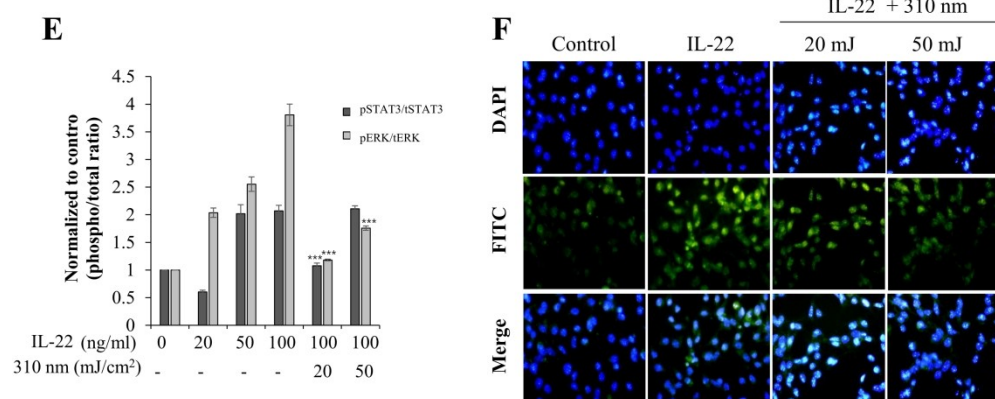 E
4.5
4
3.5
3
2.5
2
1.5
1
0.5
0
Normalized to contro
(phospho/total ratio)
pSTAT3/tSTAT3
pERK/tERK
***
***
***
IL-22 (ng/ml) 0 20 50 100 100 100
310 nm (mJ/cm²) - - - - 20 50
F
IL-22 + 310 nm
Control IL-22 20 mJ 50 mJ
DAPI
FITC
Merge